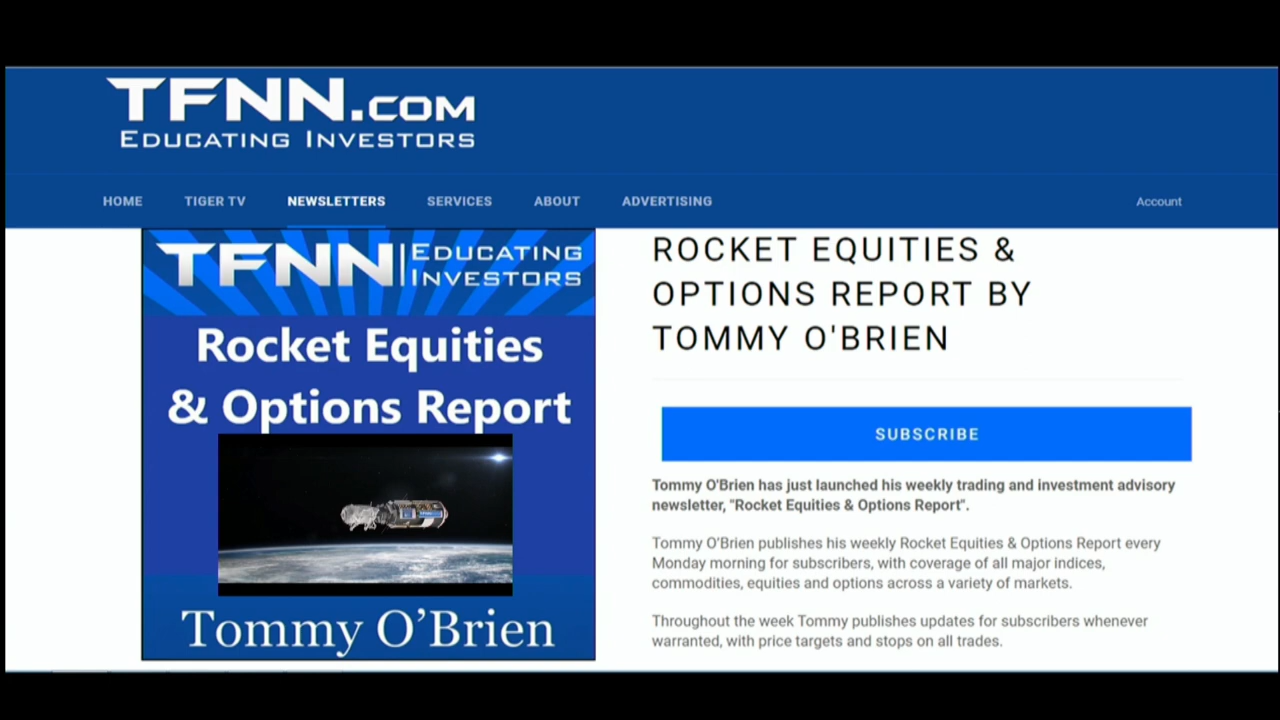 TFNN.COM
EDUCATING INVESTORS
HOME TIGER TV NEWSLETTERS SERVICES ABOUT ADVERTISING Account
TFNN EDUCATING
INVESTORS
Rocket Equities
& Options Report
Tommy O’Brien
ROCKET EQUITIES &
OPTIONS REPORT BY
TOMMY O'BRIEN
SUBSCRIBE
Tommy O'Brien has just launched his weekly trading and investment advisory
newsletter, "Rocket Equities & Options Report".
Tommy O'Brien publishes his weekly Rocket Equities & Options Report every
Monday morning for subscribers, with coverage of all major indices,
commodities, equities and options across a variety of markets.
Throughout the week Tommy publishes updates for subscribers whenever
warranted, with price targets and stops on all trades.